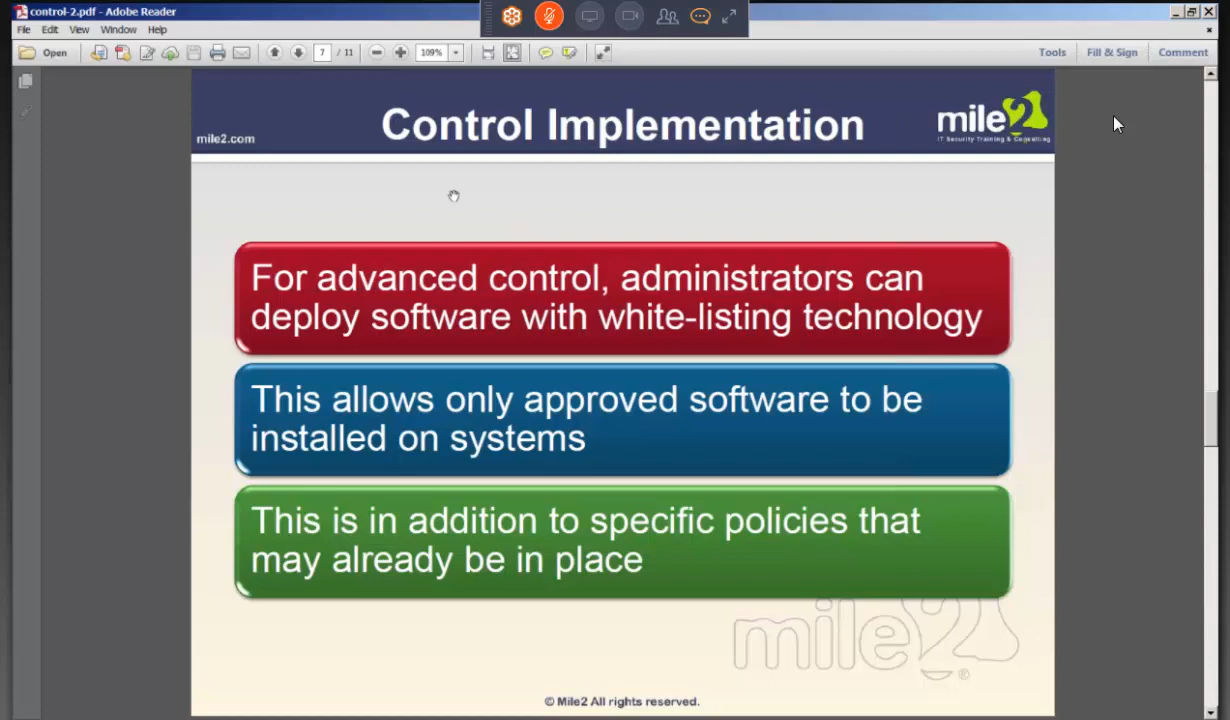 control-2.pdf - Adobe Reader
File Edit View Window Help
Open 7 / 11 109% Tools Fill & Sign Comment
mile2.com
Control Implementation
mile2
IT Security Training & Consulting
For advanced control, administrators can
deploy software with white-listing technology
This allows only approved software to be
installed on systems
This is in addition to specific policies that
may already be in place
mile2 ®
© Mile2 All rights reserved.